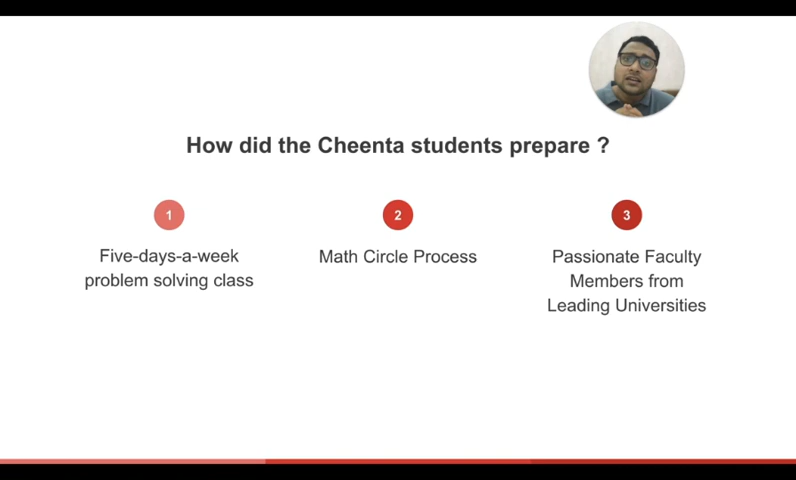 How did the Cheenta students prepare ?
1
Five-days-a-week
problem solving class
2
Math Circle Process
3
Passionate Faculty
Members from
Leading Universities